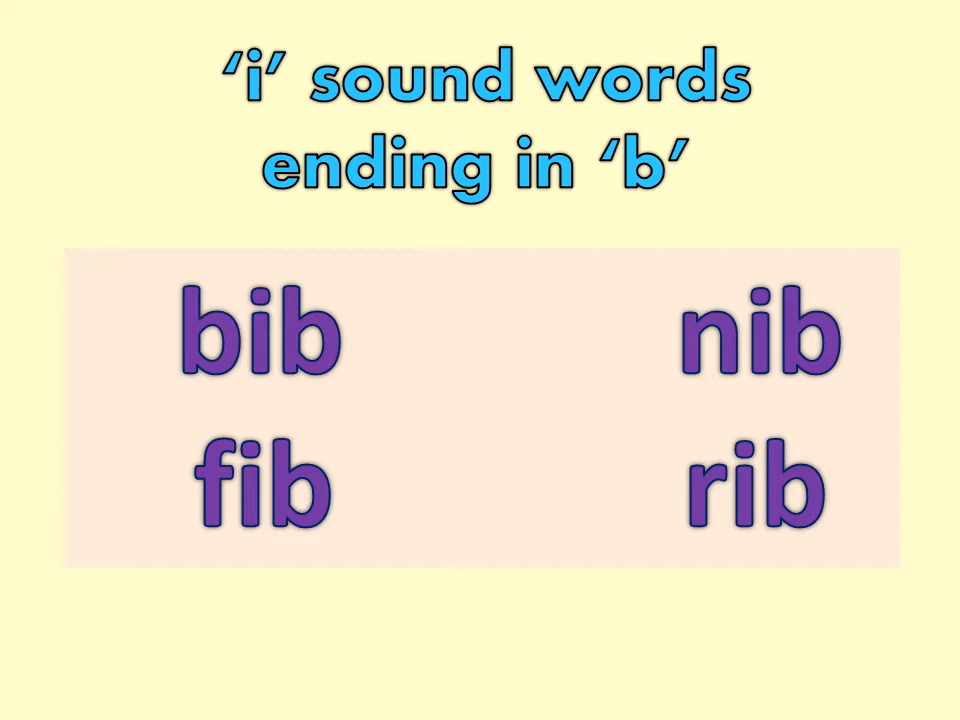 ‘i’ sound words
ending in ‘b’
bib nib
fib rib